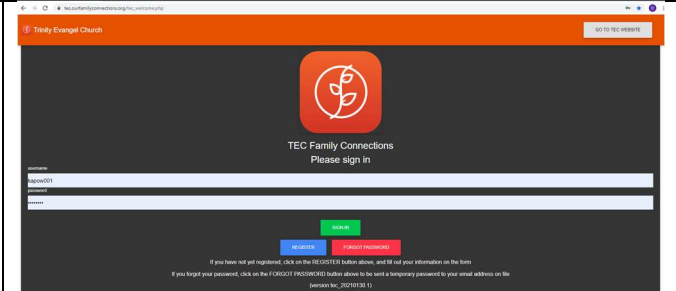 tec.ourfamilyconnections.org/tec_welcome.php
Trinity Evangel Church
GO TO TEC WEBSITE
TEC Family Connections
Please sign in
username
kapow001
password
••••••••
SIGN IN
REGISTER FORGOT PASSWORD
If you have not yet registered, click on the REGISTER button above, and fill out your information on the form
If you forgot your password, click on the FORGOT PASSWORD button above to be sent a temporary password to your email address on file
(version tec_20210130.1)